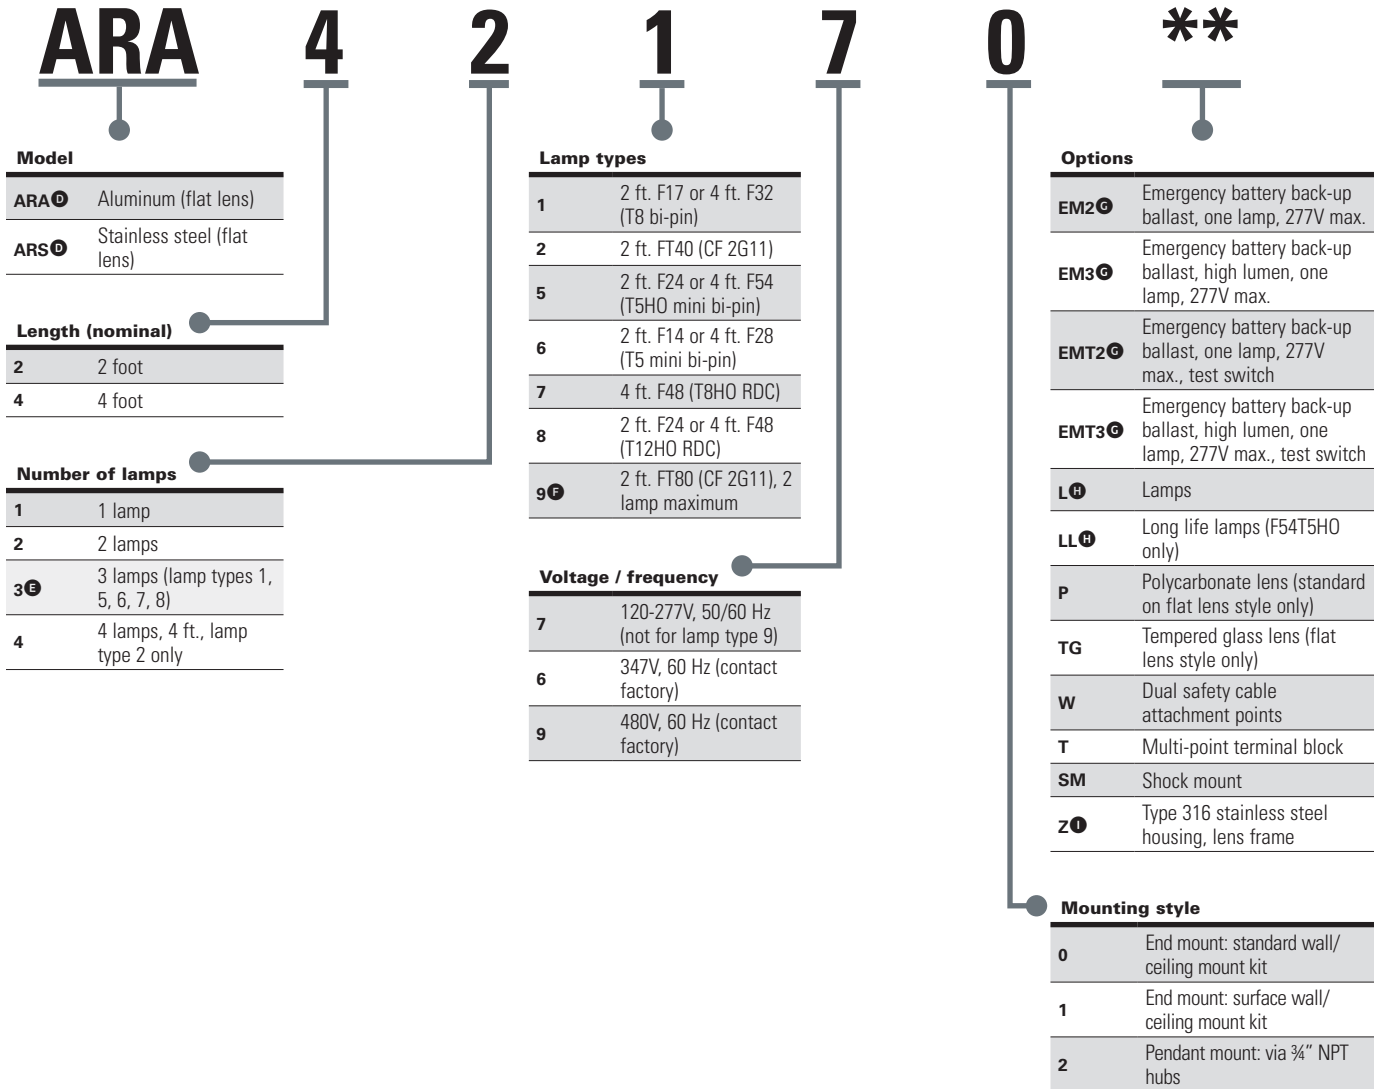 ARA 4 2 1 7 0 **
Model
ARAⒹ Aluminum (flat lens)
ARSⒹ Stainless steel (flat
lens)
Length (nominal)
2 2 foot
4 4 foot
Number of lamps
1 1 lamp
2 2 lamps
3Ⓔ 3 lamps (lamp types 1,
5, 6, 7, 8)
4 4 lamps, 4 ft., lamp
type 2 only
Lamp types
1 2 ft. F17 or 4 ft. F32
(T8 bi-pin)
2 2 ft. FT40 (CF 2G11)
5 2 ft. F24 or 4 ft. F54
(T5HO mini bi-pin)
6 2 ft. F14 or 4 ft. F28
(T5 mini bi-pin)
7 4 ft. F48 (T8HO RDC)
8 2 ft. F24 or 4 ft. F48
(T12HO RDC)
9Ⓕ 2 ft. FT80 (CF 2G11), 2
lamp maximum
Voltage / frequency
7 120-277V, 50/60 Hz
(not for lamp type 9)
6 347V, 60 Hz (contact
factory)
9 480V, 60 Hz (contact
factory)
Options
EM2Ⓖ Emergency battery back-up
ballast, one lamp, 277V max.
EM3Ⓖ Emergency battery back-up
ballast, high lumen, one
lamp, 277V max.
EMT2Ⓖ Emergency battery back-up
ballast, one lamp, 277V
max., test switch
EMT3Ⓖ Emergency battery back-up
ballast, high lumen, one
lamp, 277V max., test switch
LⒽ Lamps
LLⒽ Long life lamps (F54T5HO
only)
P Polycarbonate lens (standard
on flat lens style only)
TG Tempered glass lens (flat
lens style only)
W Dual safety cable
attachment points
T Multi-point terminal block
SM Shock mount
ZⒾ Type 316 stainless steel
housing, lens frame
Mounting style
0 End mount: standard wall/
ceiling mount kit
1 End mount: surface wall/
ceiling mount kit
2 Pendant mount: via ¾” NPT
hubs